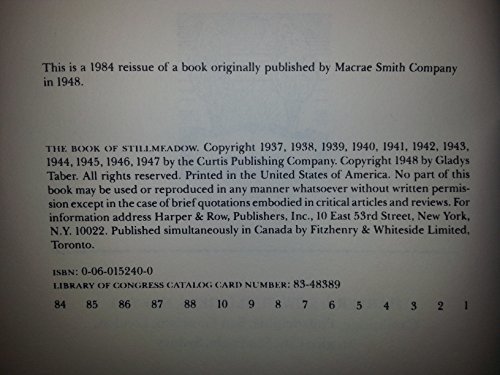 This is a 1984 reissue of a book originally published by Macrae Smith Company
in 1948.
THE BOOK OF STILLMEADOW. Copyright 1937, 1938, 1939, 1940, 1941, 1942, 1943,
1944, 1945, 1946, 1947 by the Curtis Publishing Company. Copyright 1948 by Gladys
Taber. All rights reserved. Printed in the United States of America. No part of this
book may be used or reproduced in any manner whatsoever without written permis-
sion except in the case of brief quotations embodied in critical articles and reviews. For
information address Harper & Row, Publishers, Inc., 10 East 53rd Street, New York,
N.Y. 10022. Published simultaneously in Canada by Fitzhenry & Whiteside Limited,
Toronto.
ISBN: 0-06-015240-0
LIBRARY OF CONGRESS CATALOG CARD NUMBER: 83-48389
84 85 86 87 88 10 9 8 7 6 5 4 3 2 1